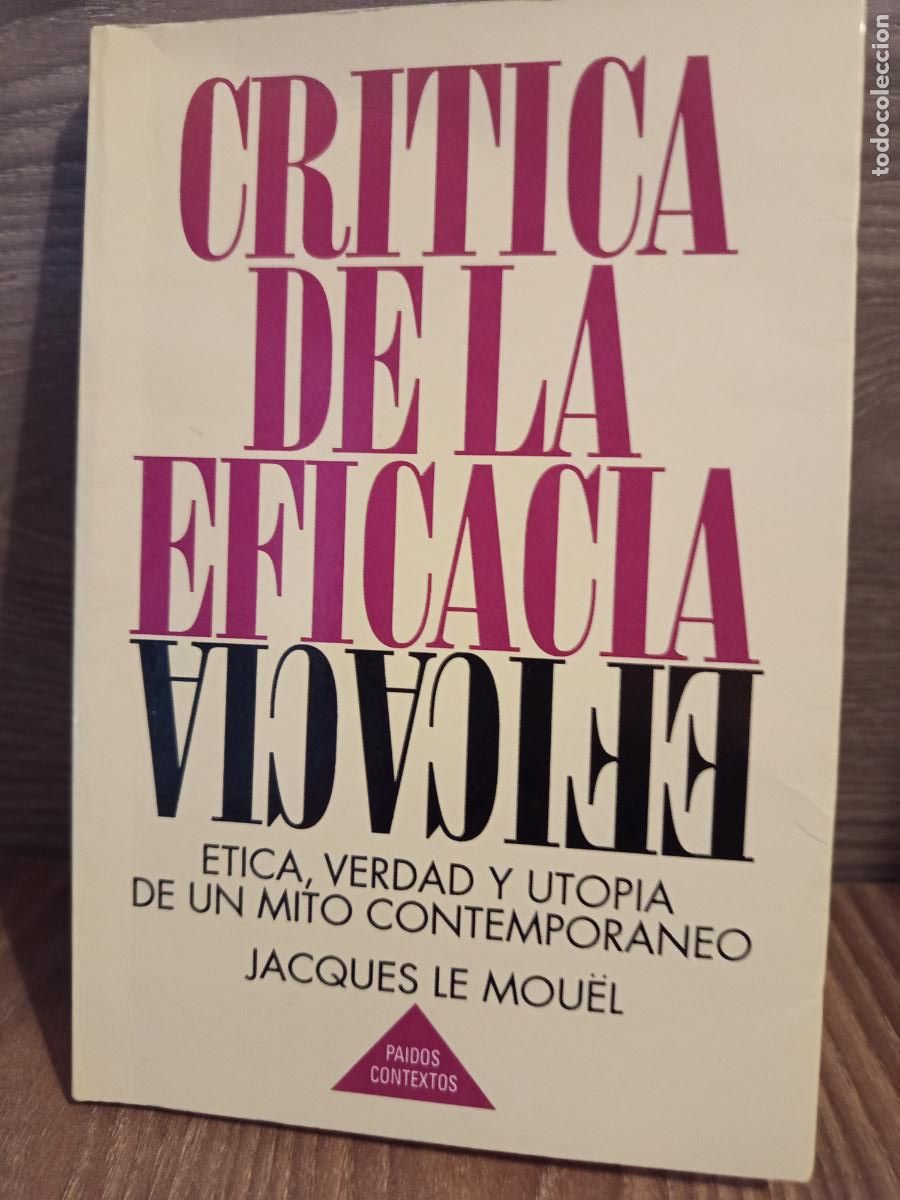 CRITICA
DE LA
EFICACIA
EFICACIA
ETICA, VERDAD Y UTOPIA
DE UN MITO CONTEMPORANEO
JACQUES LE MOUËL
PAIDOS
CONTEXTOS
todocoleccion